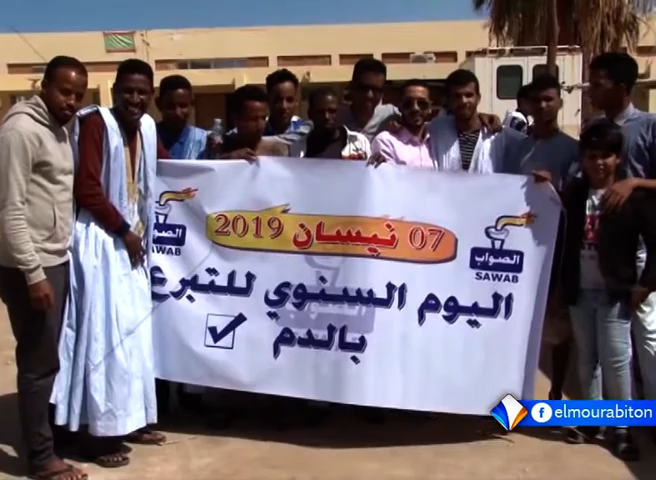 الصواب
SAWAB
07 نيسان 2019
الصواب
SAWAB
اليوم السنوي للتبرع
بالدم
elmourabiton